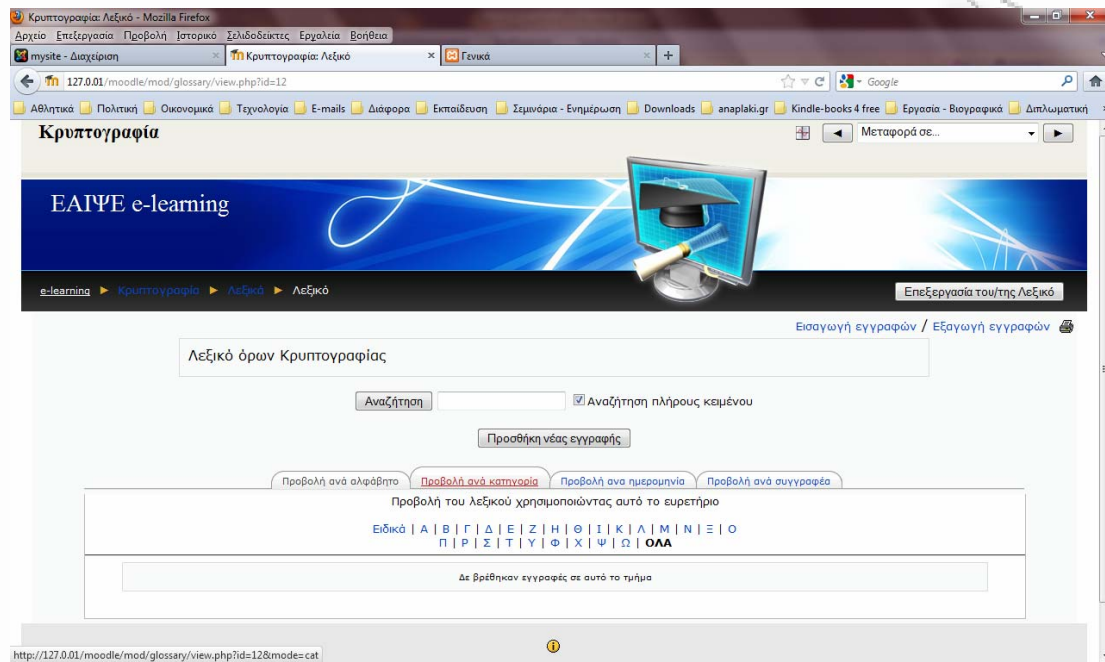 Κρυπτογραφία: Λεξικό - Mozilla Firefox
Αρχείο Επεξεργασία Προβολή Ιστορικό Σελιδοδείκτες Εργαλεία Βοήθεια
mysite - Διαχείριση × Κρυπτογραφία: Λεξικό × Γενικά × +
127.0.01/moodle/mod/glossary/view.php?id=12 Google
Αθλητικά Πολιτική Οικονομικά Τεχνολογία E-mails Διάφορα Εκπαίδευση Σεμινάρια - Ενημέρωση Downloads anaplaki.gr Kindle-books 4 free Εργασία - Βιογραφικά Διπλωματική »
Κρυπτογραφία Μεταφορά σε...
ΕΑΙΨΕ e-learning
e-learning ► Κρυπτογραφία ► Λεξικά ► Λεξικό Επεξεργασία του/της Λεξικό
Εισαγωγή εγγραφών / Εξαγωγή εγγραφών
Λεξικό όρων Κρυπτογραφίας
Αναζήτηση Αναζήτηση πλήρους κειμένου
Προσθήκη νέας εγγραφής
Προβολή ανά αλφάβητο Προβολή ανά κατηγορία Προβολή ανα ημερομηνία Προβολή ανά συγγραφέα
Προβολή του λεξικού χρησιμοποιώντας αυτό το ευρετήριο
Ειδικά | Α | Β | Γ | Δ | Ε | Ζ | Η | Θ | Ι | Κ | Λ | Μ | Ν | Ξ | Ο
Π | Ρ | Σ | Τ | Υ | Φ | Χ | Ψ | Ω | ΟΛΑ
Δε βρέθηκαν εγγραφές σε αυτό το τμήμα
http://127.0.01/moodle/mod/glossary/view.php?id=12&mode=cat